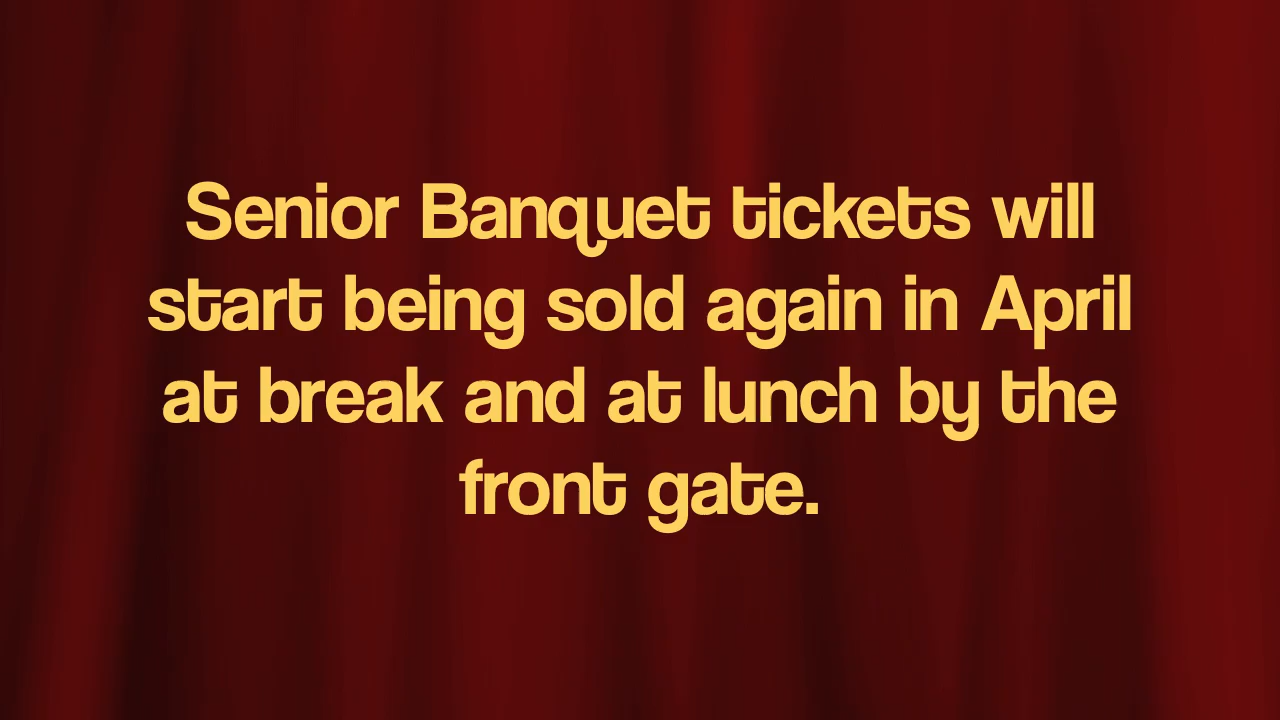 Senior Banquet tickets will
start being sold again in April
at break and at lunch by the
front gate.